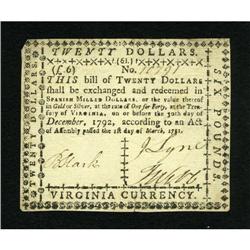 TWENTY DOLLARS.
(£6) (61.) No.
THIS bill of TWENTY DOLLARS
shall be exchanged and redeemed in
SPANISH MILLED DOLLARS, or the value thereof
in Gold or Silver, at the rate of One for Forty, at the Treasury
of VIRGINIA, on or before the 30th day of
December, 1792, according to an Act
of Assembly passed the 1st day of March, 1781.
VIRGINIA CURRENCY.
TWENTY DOLLARS
SIX POUNDS.